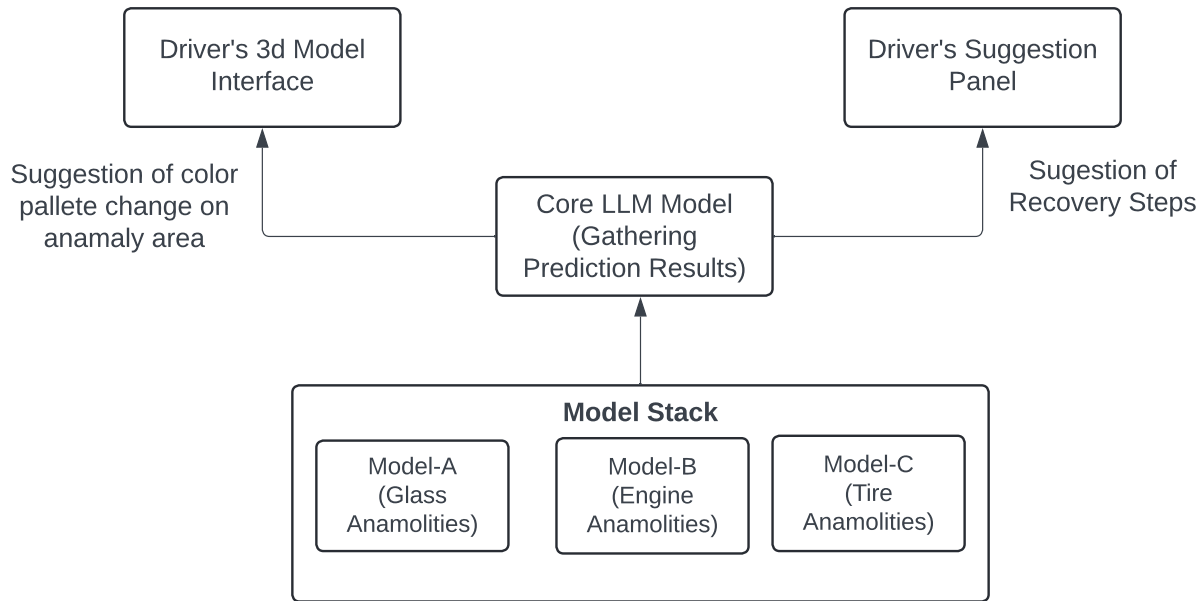 Driver's 3d Model
Interface
Driver's Suggestion
Panel
Suggestion of color
pallete change on
anamaly area
Sugestion of
Recovery Steps
Core LLM Model
(Gathering
Prediction Results)
Model Stack
Model-A
(Glass
Anamolities)
Model-B
(Engine
Anamolities)
Model-C
(Tire
Anamolities)